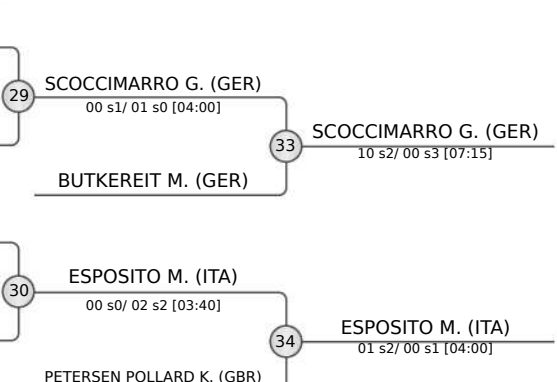 29
SCOCCIMARRO G. (GER)
00 s1/ 01 s0 [04:00]
33
SCOCCIMARRO G. (GER)
10 s2/ 00 s3 [07:15]
BUTKEREIT M. (GER)
30
ESPOSITO M. (ITA)
00 s0/ 02 s2 [03:40]
34
ESPOSITO M. (ITA)
01 s2/ 00 s1 [04:00]
PETERSEN POLLARD K. (GBR)